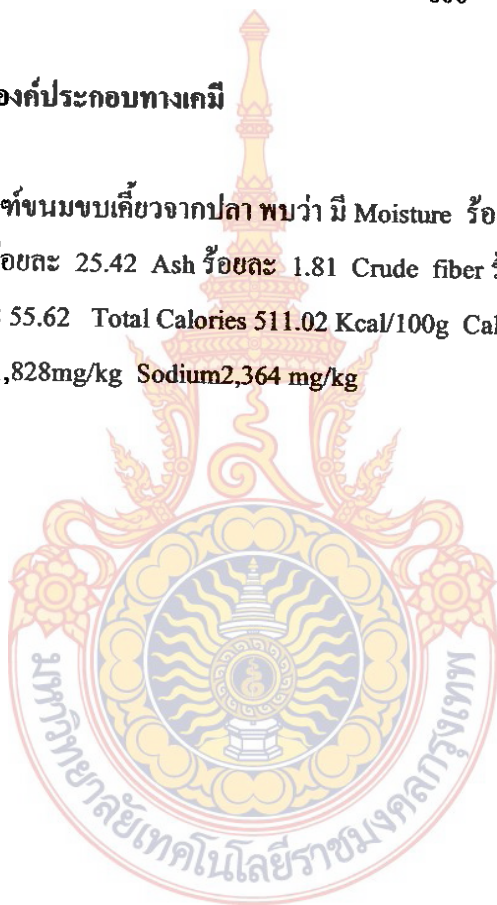 องค์ประกอบทางเคมี
ฑ์ขนมขบเคี้ยวจากปลา พบว่า มี Moisture ร้อ
อยละ 25.42 Ash ร้อยละ 1.81 Crude fiber ร้
55.62 Total Calories 511.02 Kcal/100g Cal
,828mg/kg Sodium2,364 mg/kg
มหาวิทยาลัยเทคโนโลยีราชมงคลกรุงเทพ